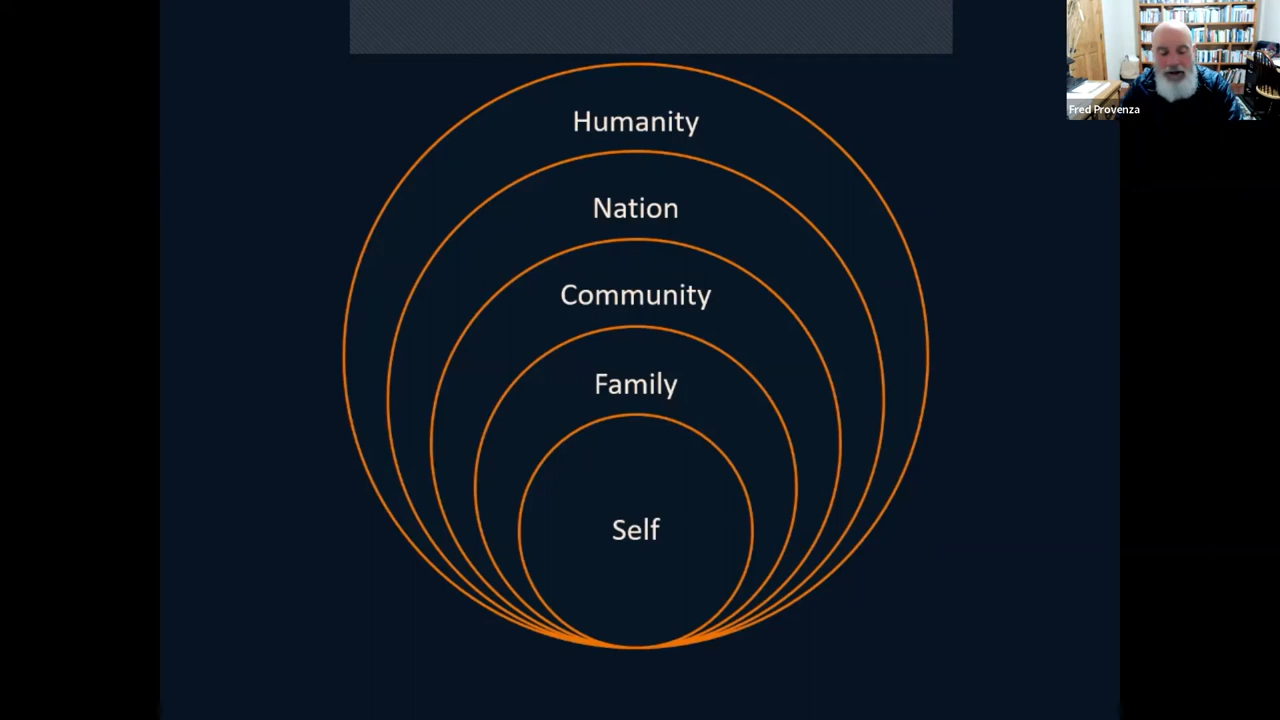 Humanity
Nation
Community
Family
Self
Fred Provenza